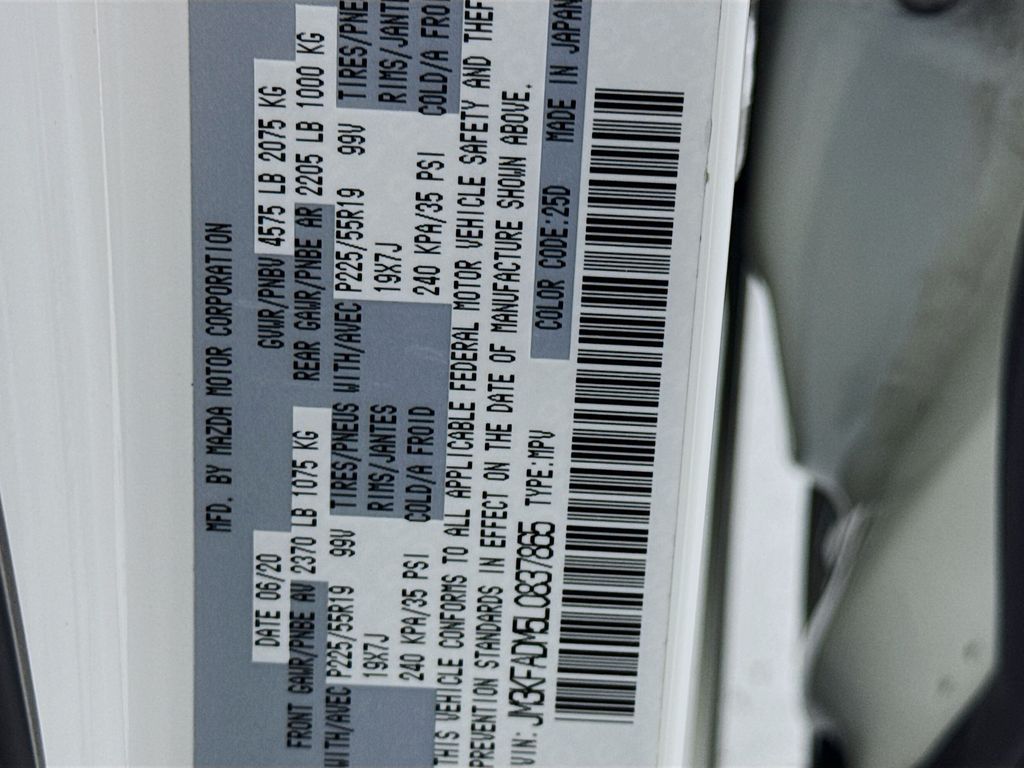 MFD. BY MAZDA MOTOR CORPORATION
DATE 06/20 GVWR/PNBV 4575 LB 2075 KG
FRONT GAWR/PNBE AV 2370 LB 1075 KG REAR GAWR/PNBE AR 2205 LB 1000 KG
WITH/AVEC P225/55R19 99V TIRES/PNEUS WITH/AVEC P225/55R19 99V TIRES/PNE
19X7J RIMS/JANTES 19X7J RIMS/JANT
240 KPA/35 PSI COLD/A FROID 240 KPA/35 PSI COLD/A FRO
THIS VEHICLE CONFORMS TO ALL APPLICABLE FEDERAL MOTOR VEHICLE SAFETY AND THEF
PREVENTION STANDARDS IN EFFECT ON THE DATE OF MANUFACTURE SHOWN ABOVE.
VIN: JM3KFADM5L0837865 TYPE:MPV COLOR CODE:25D MADE IN JAPAN